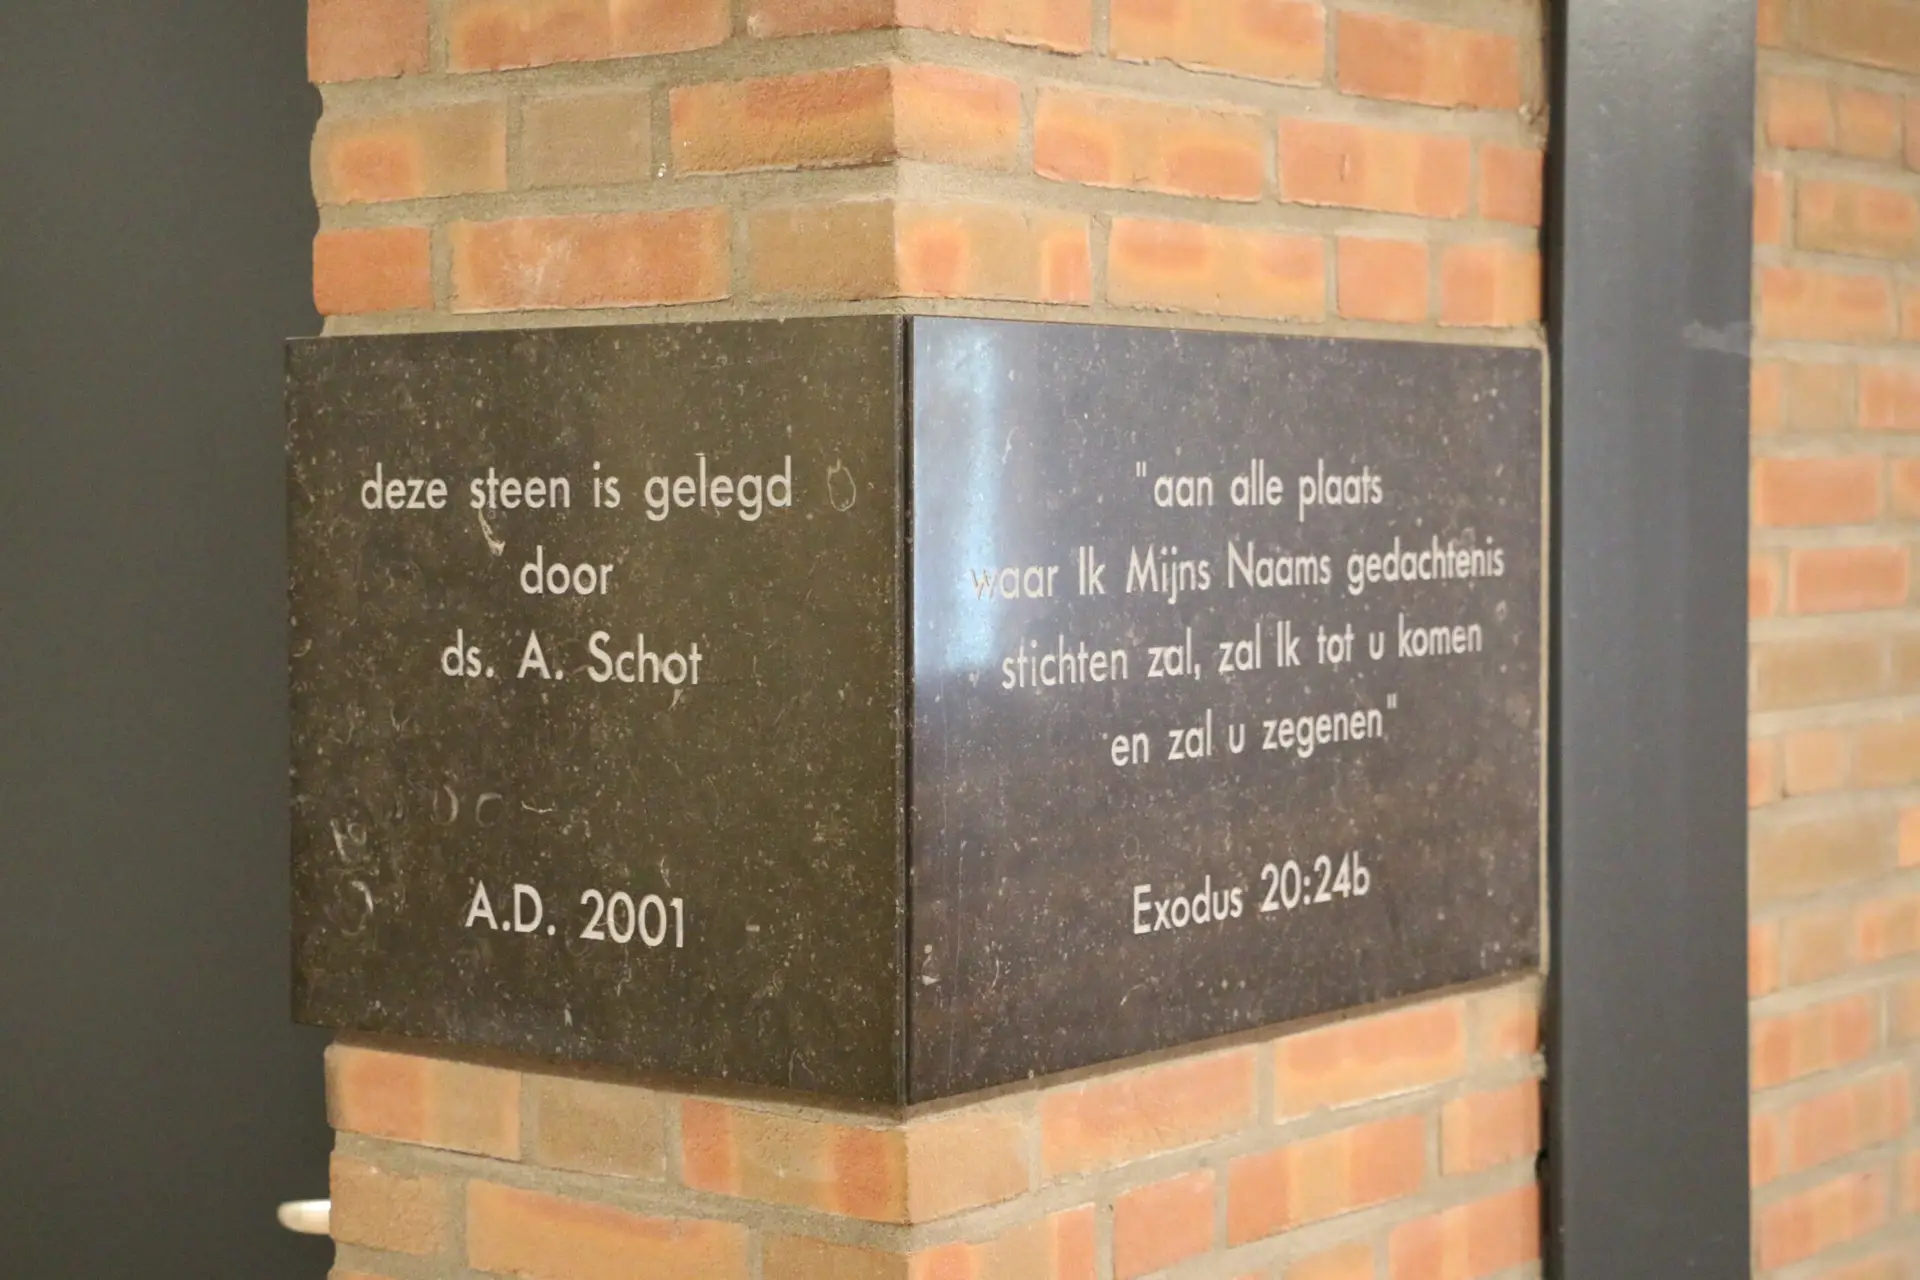 deze steen is gelegd
door
ds. A. Schot
A.D. 2001
"aan alle plaats
waar Ik Mijns Naams gedachtenis
stichten zal, zal Ik tot u komen
en zal u zegenen"
Exodus 20:24b